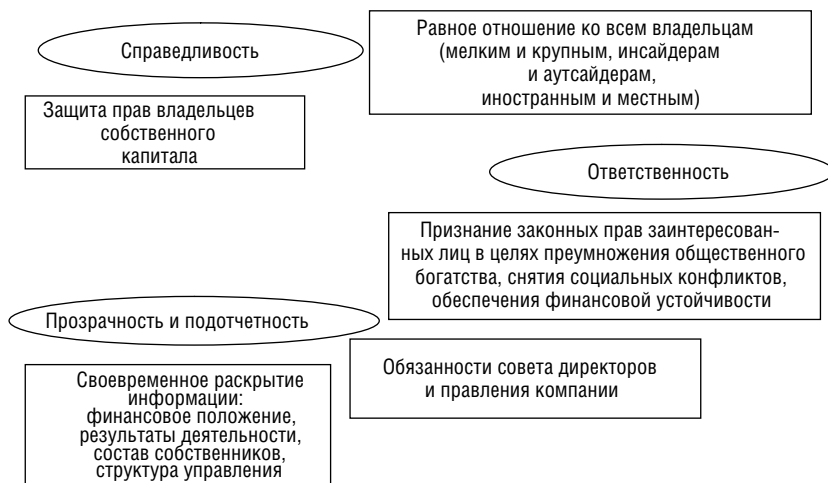 Справедливость
Равное отношение ко всем владельцам
(мелким и крупным, инсайдерам
и аутсайдерам,
иностранным и местным)
Защита прав владельцев
собственного
капитала
Ответственность
Признание законных прав заинтересован-
ных лиц в целях преумножения общественного
богатства, снятия социальных конфликтов,
обеспечения финансовой устойчивости
Прозрачность и подотчетность
Обязанности совета директоров
и правления компании
Своевременное раскрытие
информации:
финансовое положение,
результаты деятельности,
состав собственников,
структура управления